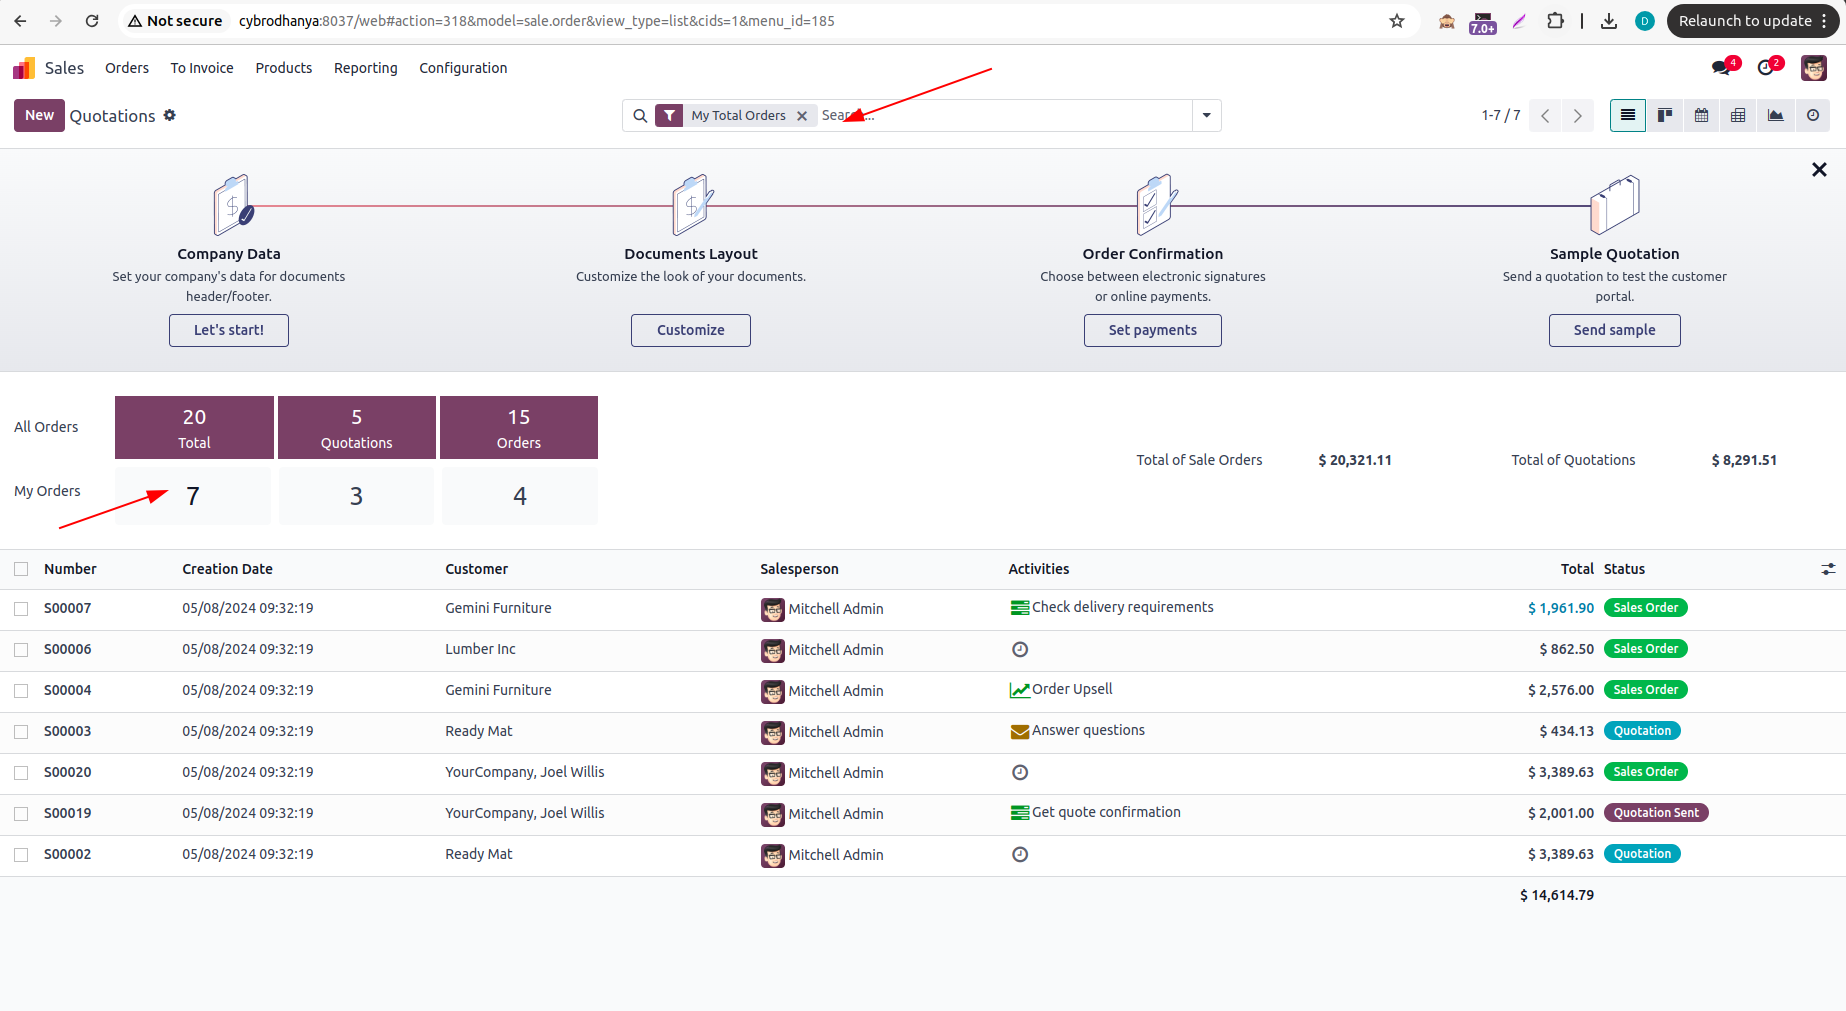 Not secure cybrodhanya:8037/web#action=318&model=sale.order&view_type=list&cids=1&menu_id=185 7.0+ D Relaunch to update
Sales Orders To Invoice Products Reporting Configuration 4 2
New Quotations My Total Orders 1-7 / 7
Company Data Documents Layout Order Confirmation Sample Quotation
Set your company's data for documents Customize the look of your documents. Choose between electronic signatures Send a quotation to test the customer
header/footer. or online payments. portal.
Let's start! Customize Set payments Send sample
20 5 15
All Orders
Total Quotations Orders
Total of Sale Orders $ 20,321.11 Total of Quotations $ 8,291.51
My Orders 7 3 4
Number Creation Date Customer Salesperson Activities Total Status
S00007 05/08/2024 09:32:19 Gemini Furniture Mitchell Admin Check delivery requirements $ 1,961.90 Sales Order
S00006 05/08/2024 09:32:19 Lumber Inc Mitchell Admin $ 862.50 Sales Order
S00004 05/08/2024 09:32:19 Gemini Furniture Mitchell Admin Order Upsell $ 2,576.00 Sales Order
S00003 05/08/2024 09:32:19 Ready Mat Mitchell Admin Answer questions $ 434.13 Quotation
S00020 05/08/2024 09:32:19 YourCompany, Joel Willis Mitchell Admin $ 3,389.63 Sales Order
S00019 05/08/2024 09:32:19 YourCompany, Joel Willis Mitchell Admin Get quote confirmation $ 2,001.00 Quotation Sent
S00002 05/08/2024 09:32:19 Ready Mat Mitchell Admin $ 3,389.63 Quotation
$ 14,614.79